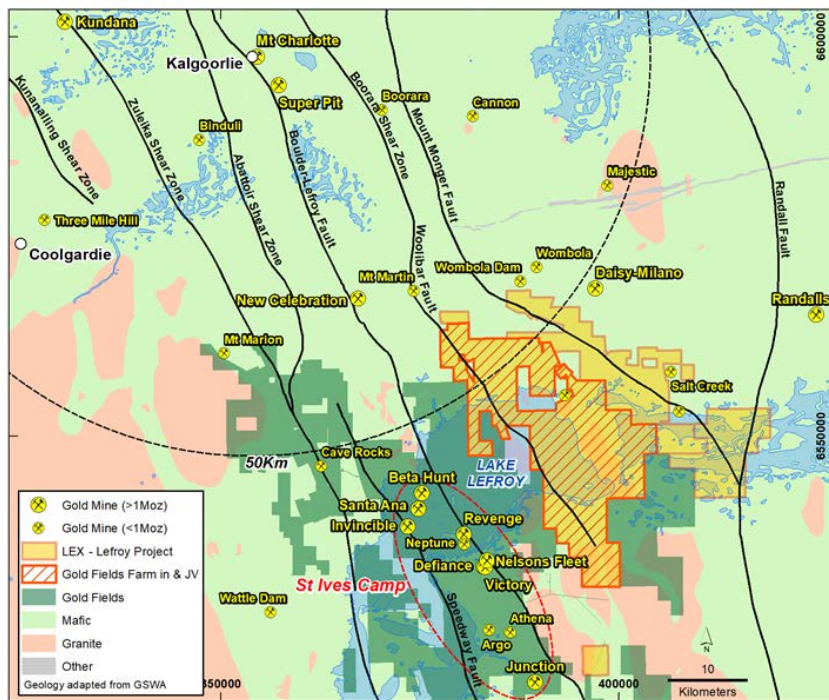 Kundana
Mt Charlotte
Kalgoorlie
Super Pit
Boorara
Cannon
Binduli
Majestic
Kunanalling Shear Zone
Zuleika Shear Zone
Abattoir Shear Zone
Boulder-Lefroy Fault
Boorara Shear Zone
Mount Monger Fault
Randall Fault
Woolibar Fault
Three Mile Hill
Coolgardie
Mt Martin
Wombola
Wombola Dam
Daisy-Milano
New Celebration
Randalls
Mt Marion
Salt Creek
50Km
Cave Rocks
LAKE
LEFROY
Beta Hunt
Santa Ana
Invincible
Revenge
Neptune
Nelsons Fleet
Defiance
Victory
St Ives Camp
Speedway Fault
Wattle Dam
Athena
Argo
Junction
6600000
6550000
350000
400000
N
10
Kilometers
LEGEND
Gold Mine (>1Moz)
Gold Mine (<1Moz)
LEX - Lefroy Project
Gold Fields Farm in & JV
Gold Fields
Mafic
Granite
Other
Geology adapted from GSWA